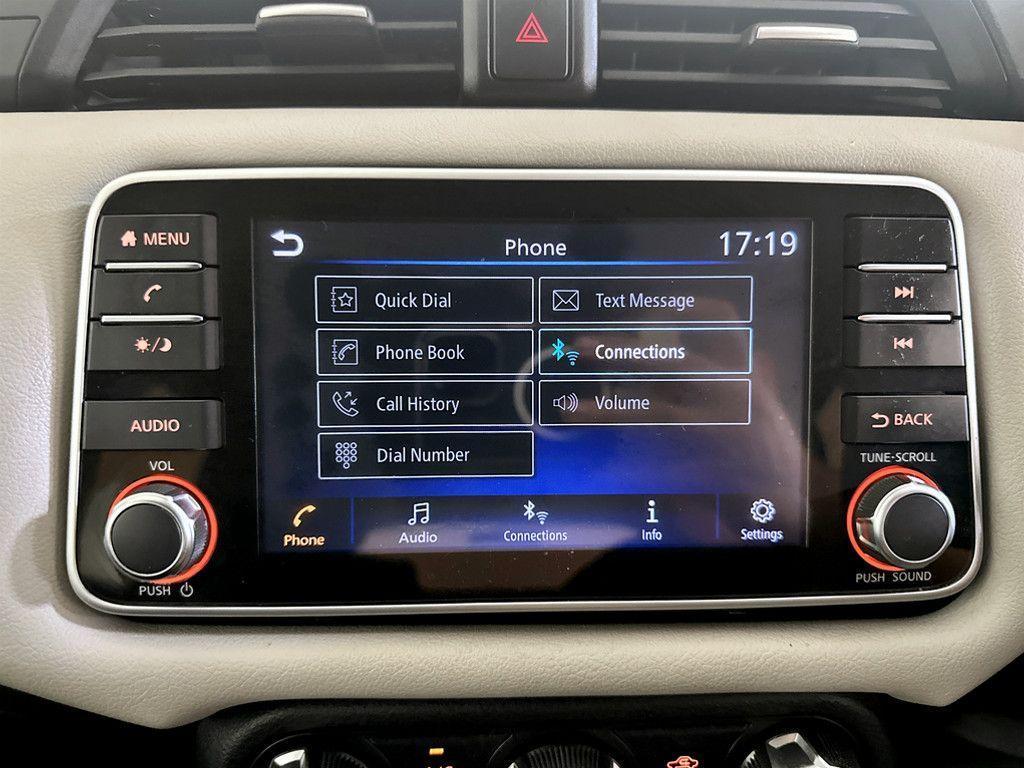 MENU
Phone
17:19
Quick Dial
Text Message
Phone Book
Connections
Call History
Volume
Dial Number
AUDIO
BACK
VOL
TUNE·SCROLL
Phone
Audio
Connections
Info
Settings
PUSH
PUSH SOUND